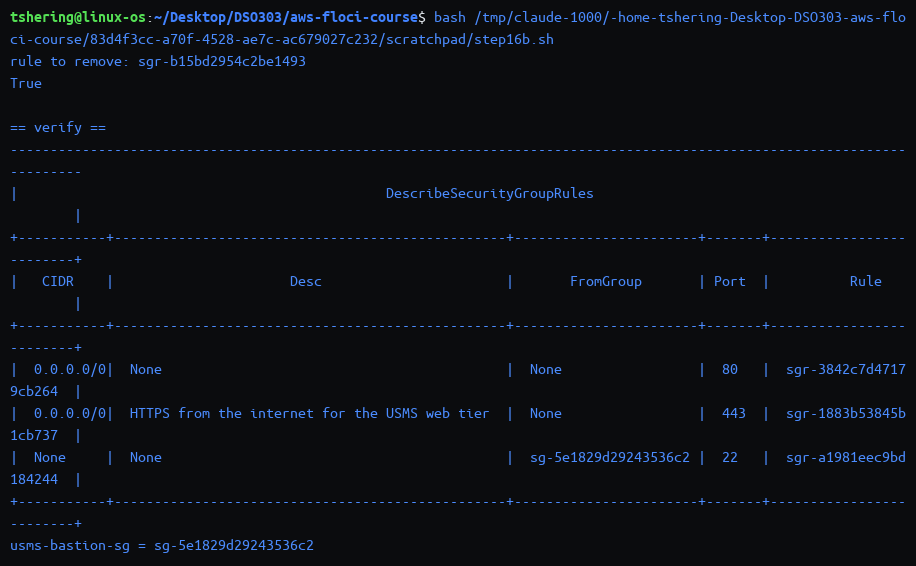 tshering@linux-os:~/Desktop/DSO303/aws-floci-course$ bash /tmp/claude-1000/-home-tshering-Desktop-DSO303-aws-flo
ci-course/83d4f3cc-a70f-4528-ae7c-ac679027c232/scratchpad/step16b.sh
rule to remove: sgr-b15bd2954c2be1493
True

== verify ==
----------------------------------------------------------------------------------------------------------------
---------
|                                              DescribeSecurityGroupRules
        |
+-----------+-------------------------------------------------+-----------------------+-------+-----------------
--------+
|   CIDR    |                      Desc                       |       FromGroup       | Port  |          Rule
        |
+-----------+-------------------------------------------------+-----------------------+-------+-----------------
--------+
|  0.0.0.0/0|  None                                           |  None                 |  80   |  sgr-3842c7d4717
9cb264  |
|  0.0.0.0/0|  HTTPS from the internet for the USMS web tier  |  None                 |  443  |  sgr-1883b53845b
1cb737  |
|  None     |  None                                           |  sg-5e1829d29243536c2 |  22   |  sgr-a1981eec9bd
184244  |
+-----------+-------------------------------------------------+-----------------------+-------+-----------------
--------+
usms-bastion-sg = sg-5e1829d29243536c2